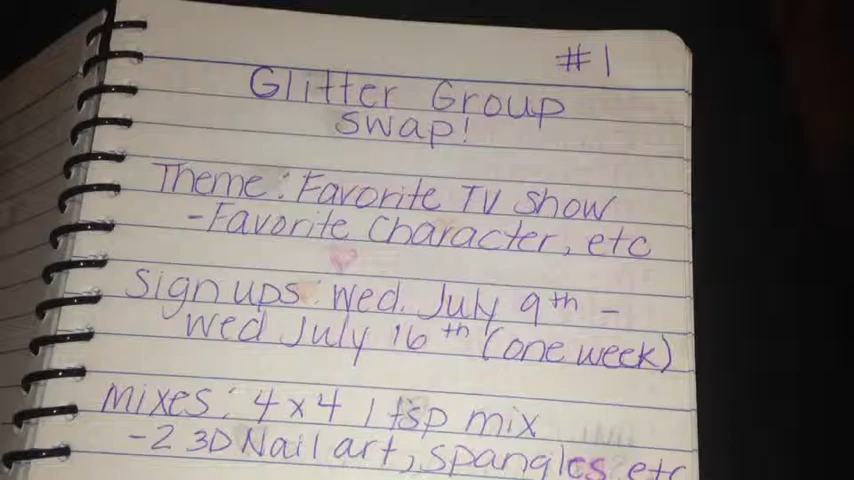 #1
Glitter Group
Swap!
Theme: Favorite TV Show
-Favorite Character, etc
Sign ups: Wed. July 9th -
Wed July 16th (one week)
Mixes: 4x4 1 tsp mix
-2 3D Nail art, spangles etc